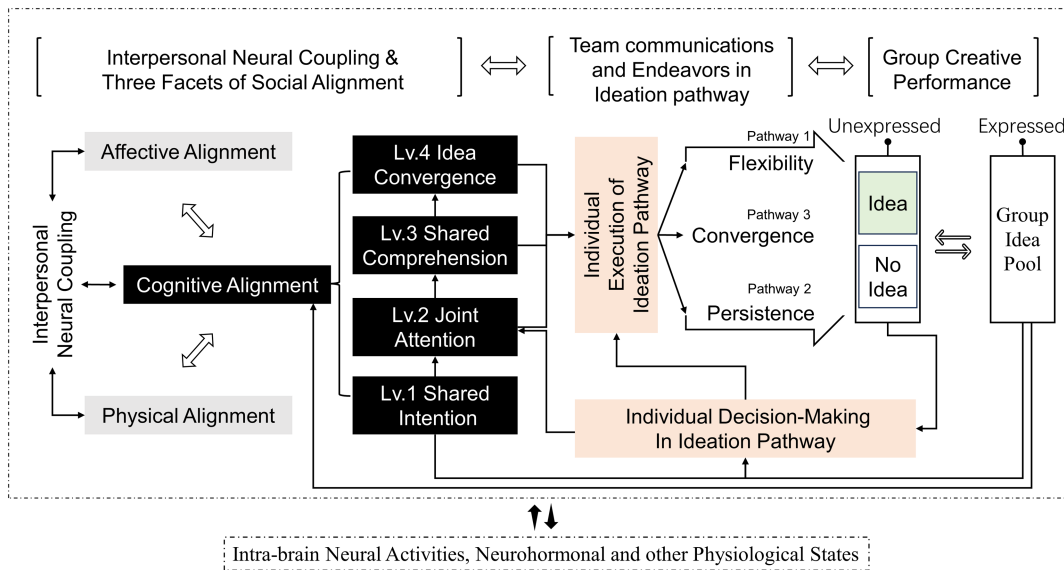 Interpersonal Neural Coupling &
Three Facets of Social Alignment
Team communications
and Endeavors in
Ideation pathway
Group Creative
Performance
Affective Alignment
Interpersonal
Neural Coupling
Cognitive Alignment
Physical Alignment
Lv.4 Idea
Convergence
Lv.3 Shared
Comprehension
Lv.2 Joint
Attention
Lv.1 Shared
Intention
Individual
Execution of
Ideation Pathway
Pathway 1
Flexibility
Pathway 3
Convergence
Pathway 2
Persistence
Unexpressed
Idea
No
Idea
Expressed
Group
Idea
Pool
Individual Decision-Making
In Ideation Pathway
Intra-brain Neural Activities, Neurohormonal and other Physiological States